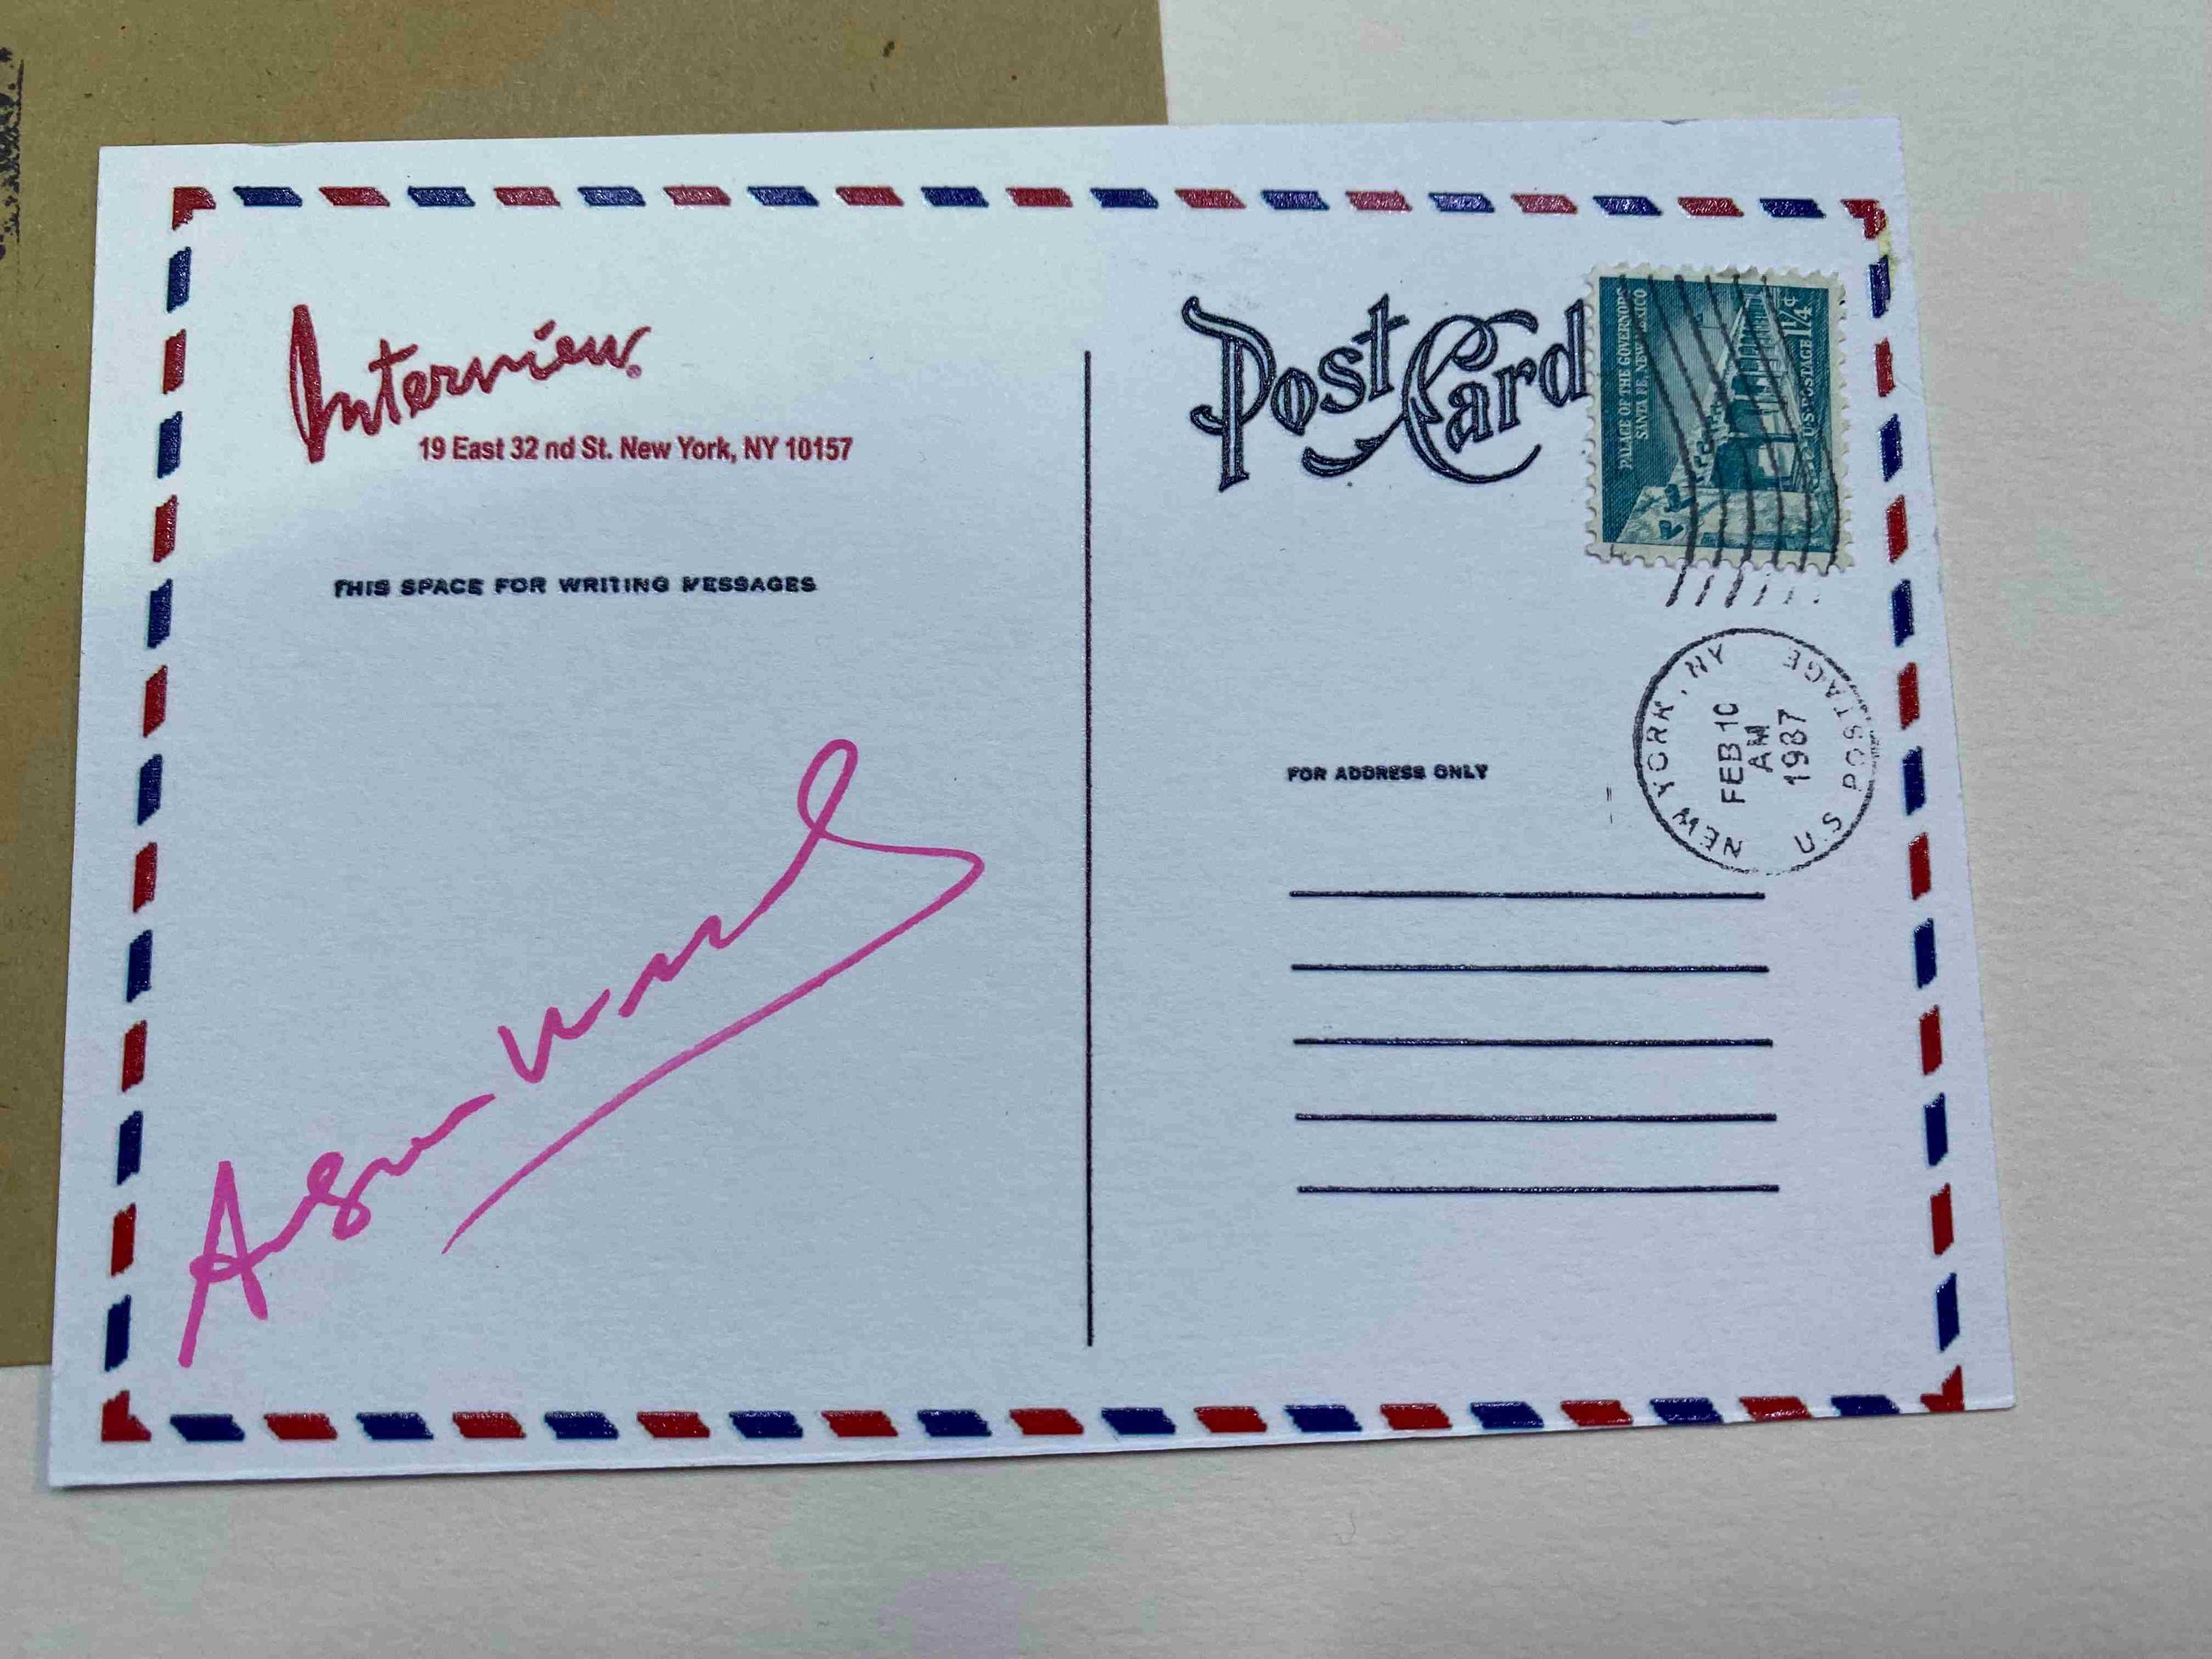 Interview®
19 East 32 nd St. New York, NY 10157
THIS SPACE FOR WRITING MESSAGES
Post Card
PALACE OF THE GOVERNORS
SANTA FE, NEW MEXICO
U.S. POSTAGE 1¼¢
NEW YORK, NY
FEB 10
AM
1987
U.S POSTAGE
FOR ADDRESS ONLY